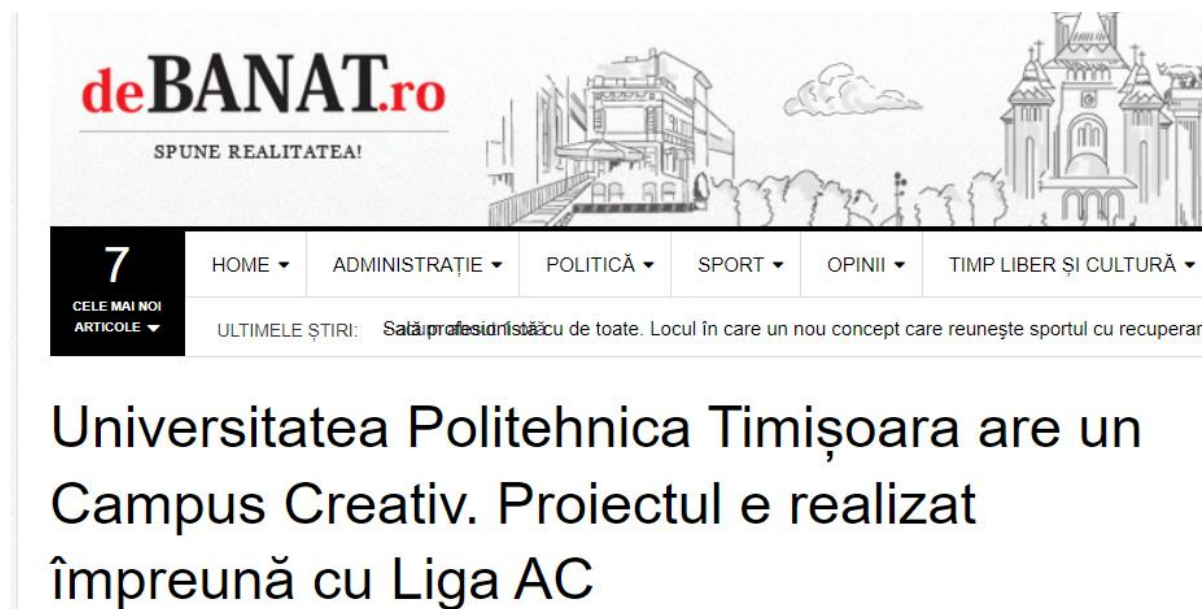 deBANAT.ro
SPUNE REALITATEA!
7
CELE MAI NOI
ARTICOLE
HOME
ADMINISTRAȚIE
POLITICĂ
SPORT
OPINII
TIMP LIBER ȘI CULTURĂ
ULTIMELE ȘTIRI:
cu de toate. Locul în care un nou concept care reunește sportul cu recuperar
Universitatea Politehnica Timișoara are un
Campus Creativ. Proiectul e realizat
împreună cu Liga AC